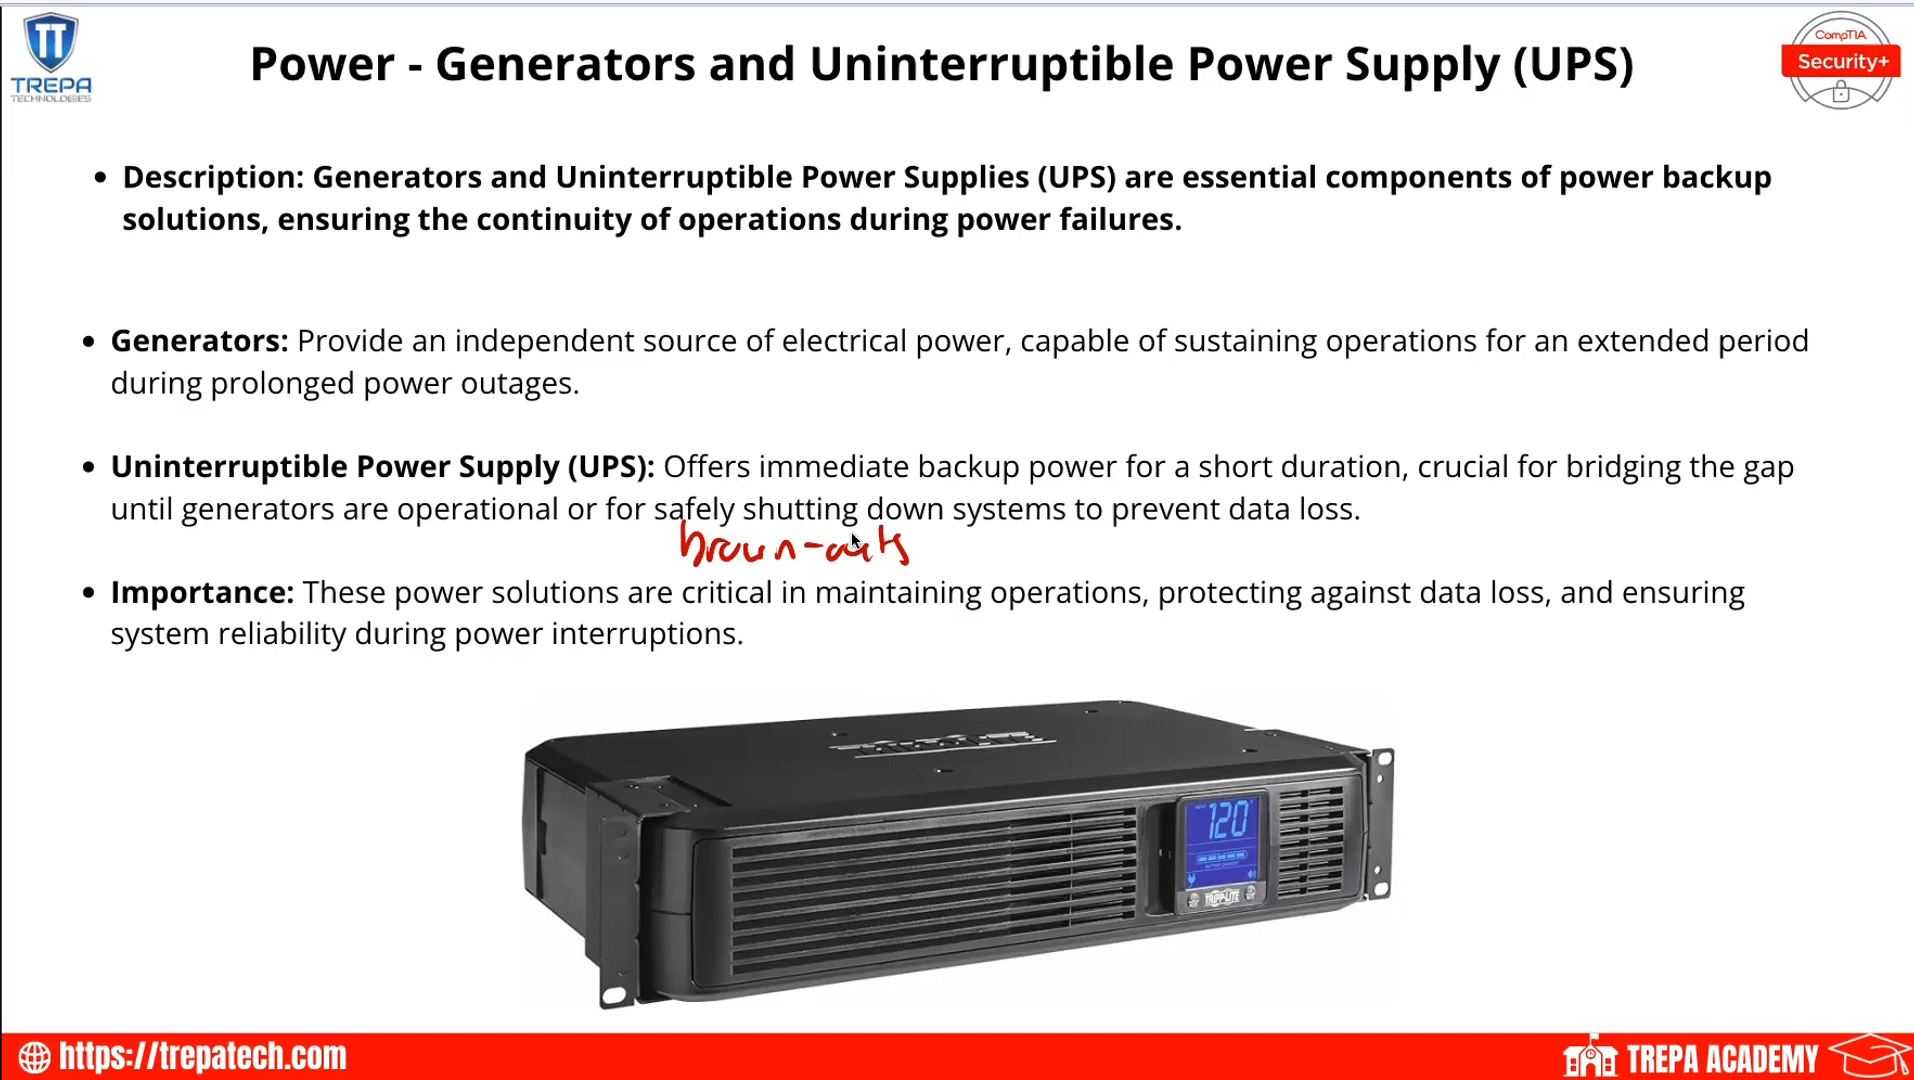 TREPA
TECHNOLOGIES
Power - Generators and Uninterruptible Power Supply (UPS)
CompTIA
Security+
• Description: Generators and Uninterruptible Power Supplies (UPS) are essential components of power backup
solutions, ensuring the continuity of operations during power failures.
• Generators: Provide an independent source of electrical power, capable of sustaining operations for an extended period
during prolonged power outages.
• Uninterruptible Power Supply (UPS): Offers immediate backup power for a short duration, crucial for bridging the gap
until generators are operational or for safely shutting down systems to prevent data loss.
brown-outs
• Importance: These power solutions are critical in maintaining operations, protecting against data loss, and ensuring
system reliability during power interruptions.
120
TRIPP-LITE
https://trepatech.com
TREPA ACADEMY